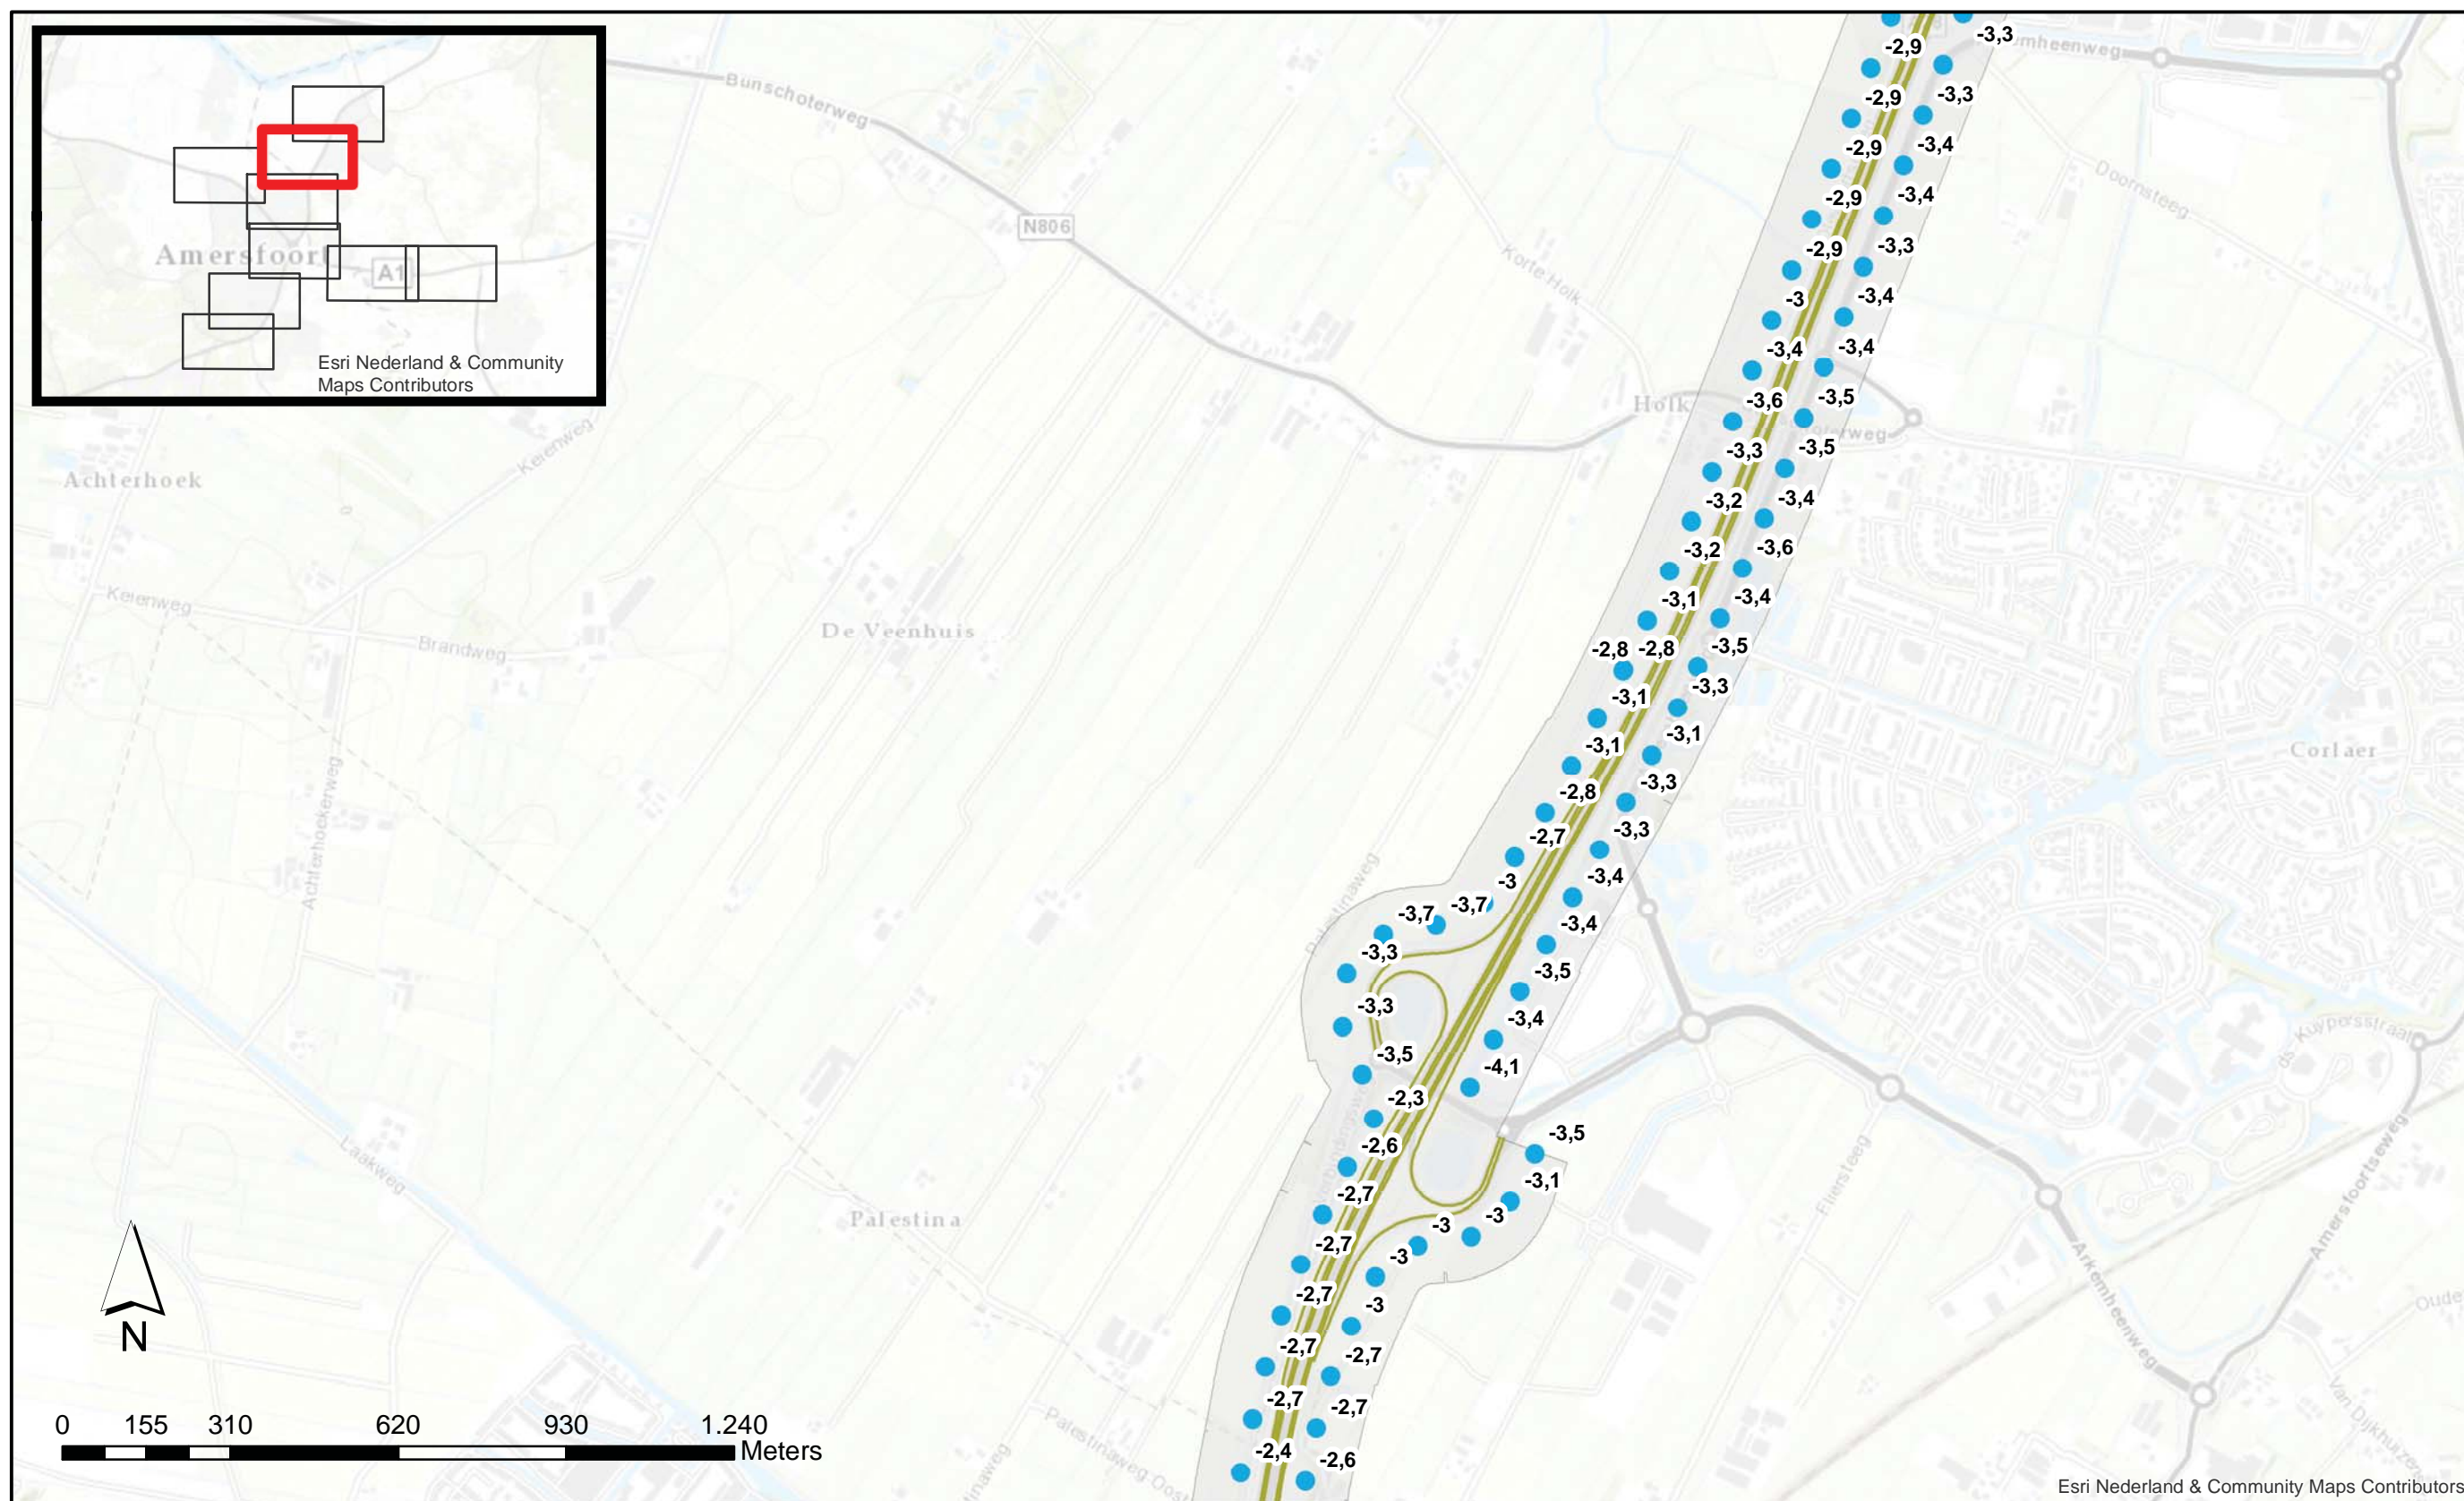 Amersfoort
A1
Esri Nederland & Community
Maps Contributors
Bunschoterweg
N806
Korte Holk
Holk
Doornsteeg
Achterhoek
Keienweg
Keienweg
Brandweg
De Veenhuis
Achterhoekerweg
Palestinaweg
Corlaer
ds. Kuypersstraat
Laakweg
Palestina
Fliersteeg
Amersfoortseweg
Arkemheenweg
Oude
Van Dijkhuizen
Palestinaweg Oost
-3,3
-2,9
-2,9
-3,3
-2,9
-3,4
-2,9
-3,4
-2,9
-3,3
-3
-3,4
-3,4
-3,4
-3,6
-3,5
-3,3
-3,5
-3,2
-3,4
-3,2
-3,6
-3,1
-3,4
-2,8
-2,8
-3,5
-3,1
-3,3
-3,1
-3,1
-2,8
-3,3
-2,7
-3,3
-3
-3,4
-3,7
-3,7
-3,4
-3,3
-3,5
-3,3
-3,4
-3,5
-4,1
-2,3
-2,6
-3,5
-2,7
-3,1
-3
-3
-2,7
-3
-2,7
-3
-2,7
-2,7
-2,7
-2,7
-2,4
-2,6
N
0 155 310 620 930 1.240
Meters
Esri Nederland & Community Maps Contributors